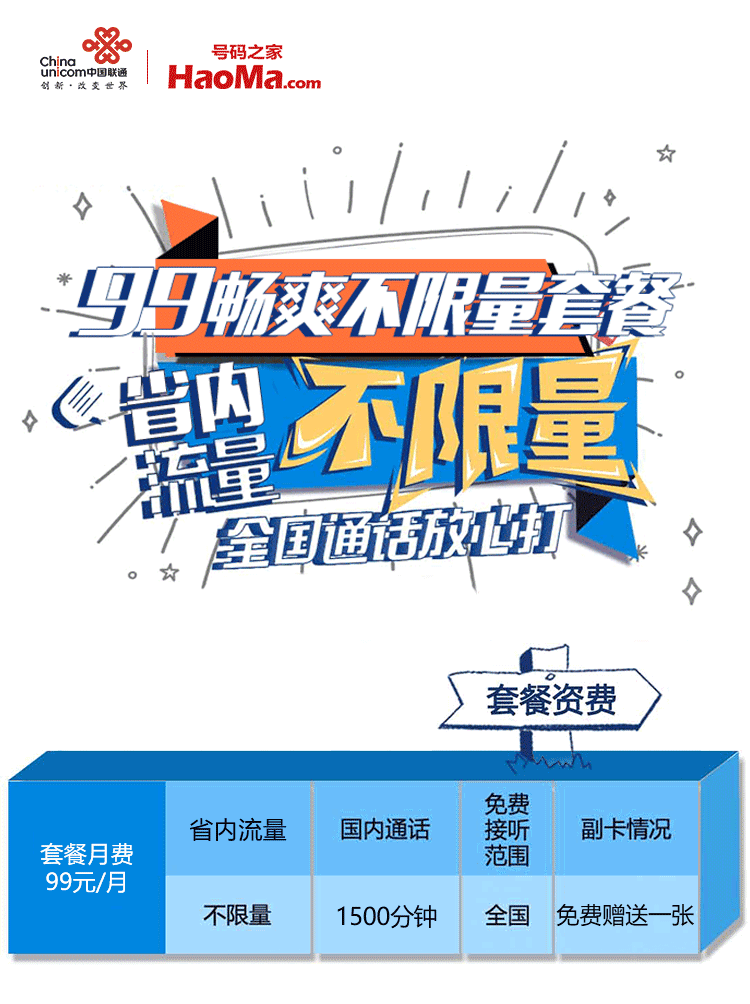 China
unicom中国联通
创新·改变世界
号码之家
HaoMa.com
99畅爽不限量套餐
省内
流量
不限量
全国通话放心打
套餐资费
套餐月费
99元/月
省内流量
国内通话
免费
接听
范围
副卡情况
不限量
1500分钟
全国
免费赠送一张